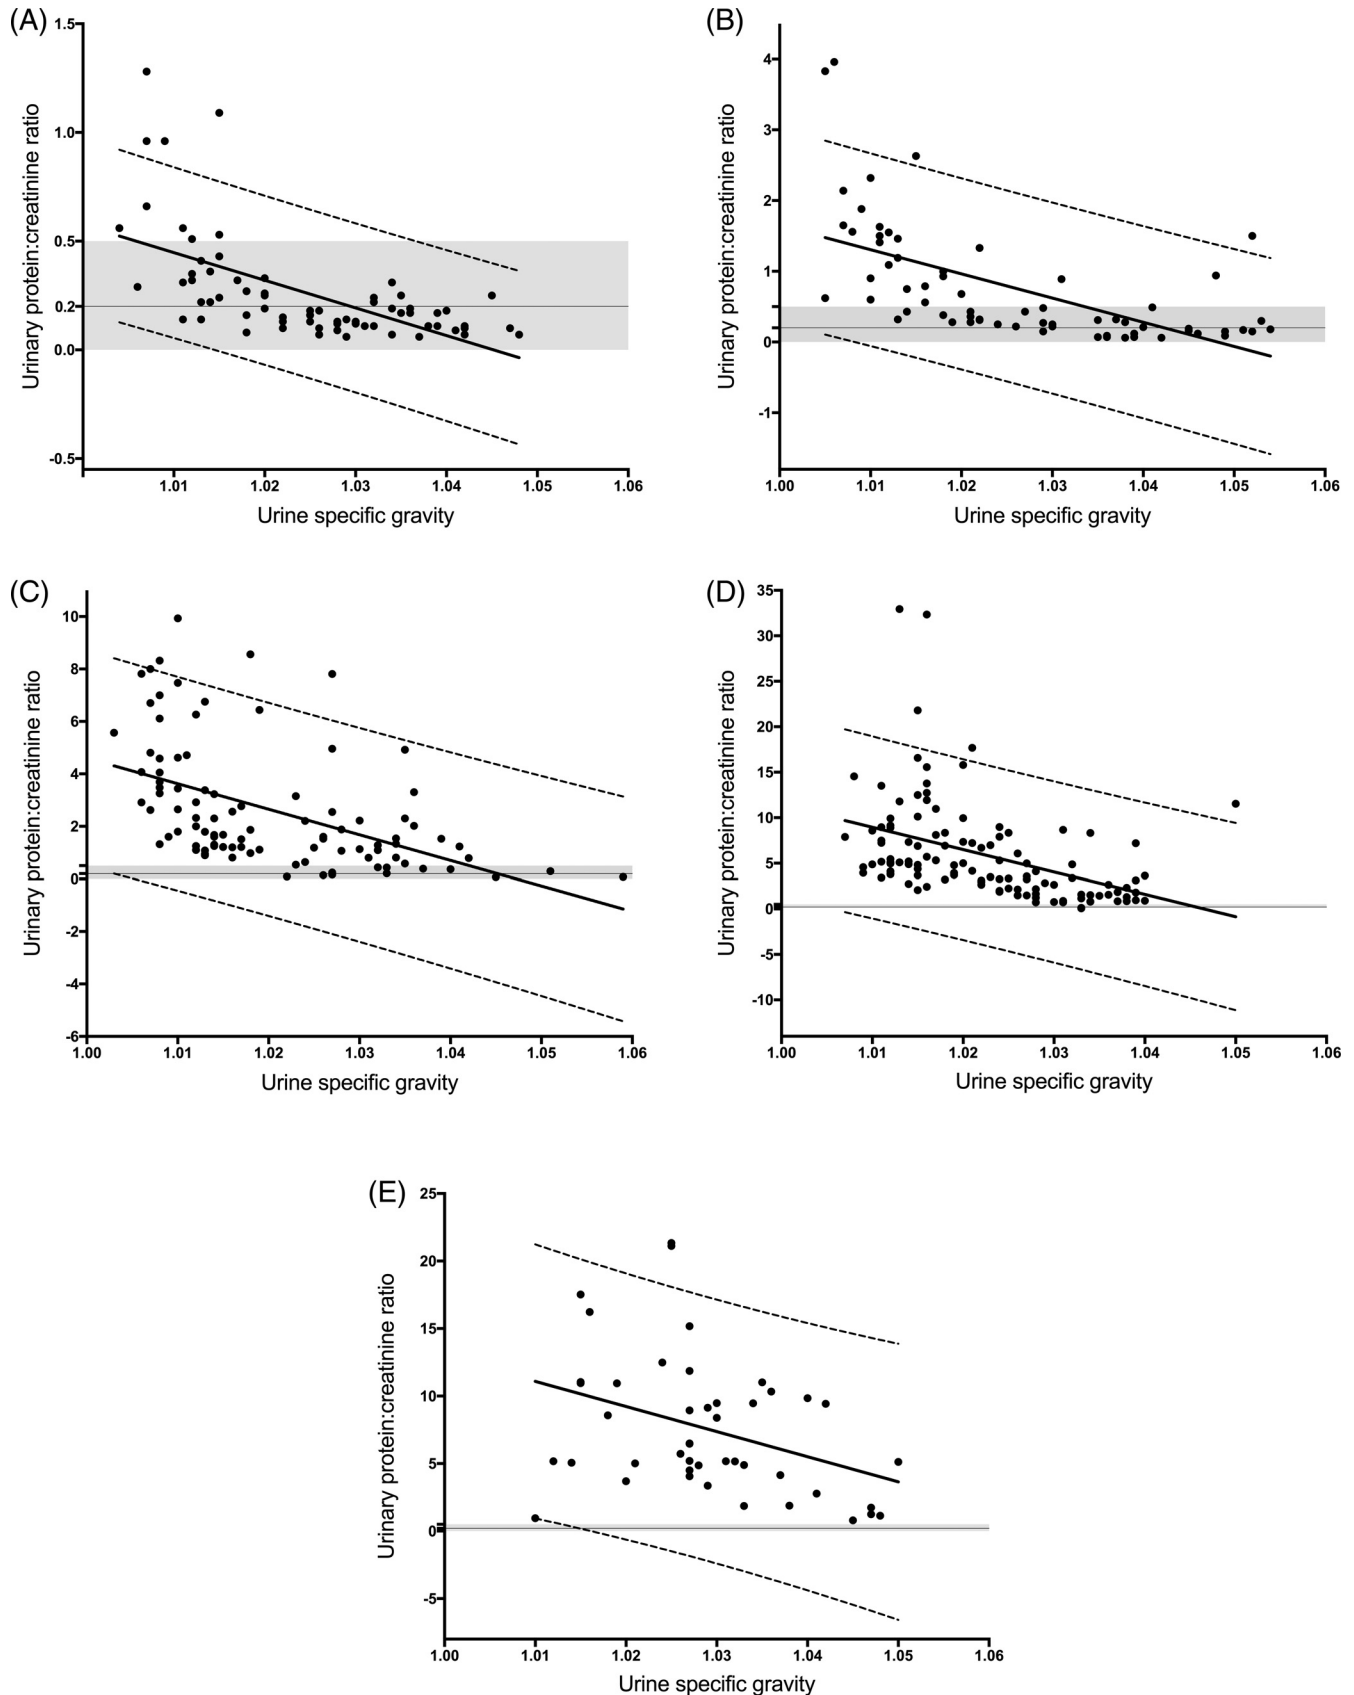 (A)
1.5
1.0
0.5
0.2
0.0
-0.5
Urinary protein:creatinine ratio
1.01 1.02 1.03 1.04 1.05 1.06
Urine specific gravity
(B)
4
3
2
1
0
-1
Urinary protein:creatinine ratio
1.00 1.01 1.02 1.03 1.04 1.05 1.06
Urine specific gravity
(C)
10
8
6
4
2
0
-2
-4
-6
Urinary protein:creatinine ratio
1.00 1.01 1.02 1.03 1.04 1.05 1.06
Urine specific gravity
(D)
35
30
25
20
15
10
5
0
-5
-10
Urinary protein:creatinine ratio
1.00 1.01 1.02 1.03 1.04 1.05 1.06
Urine specific gravity
(E)
25
20
15
10
5
0
-5
Urinary protein:creatinine ratio
1.00 1.01 1.02 1.03 1.04 1.05 1.06
Urine specific gravity